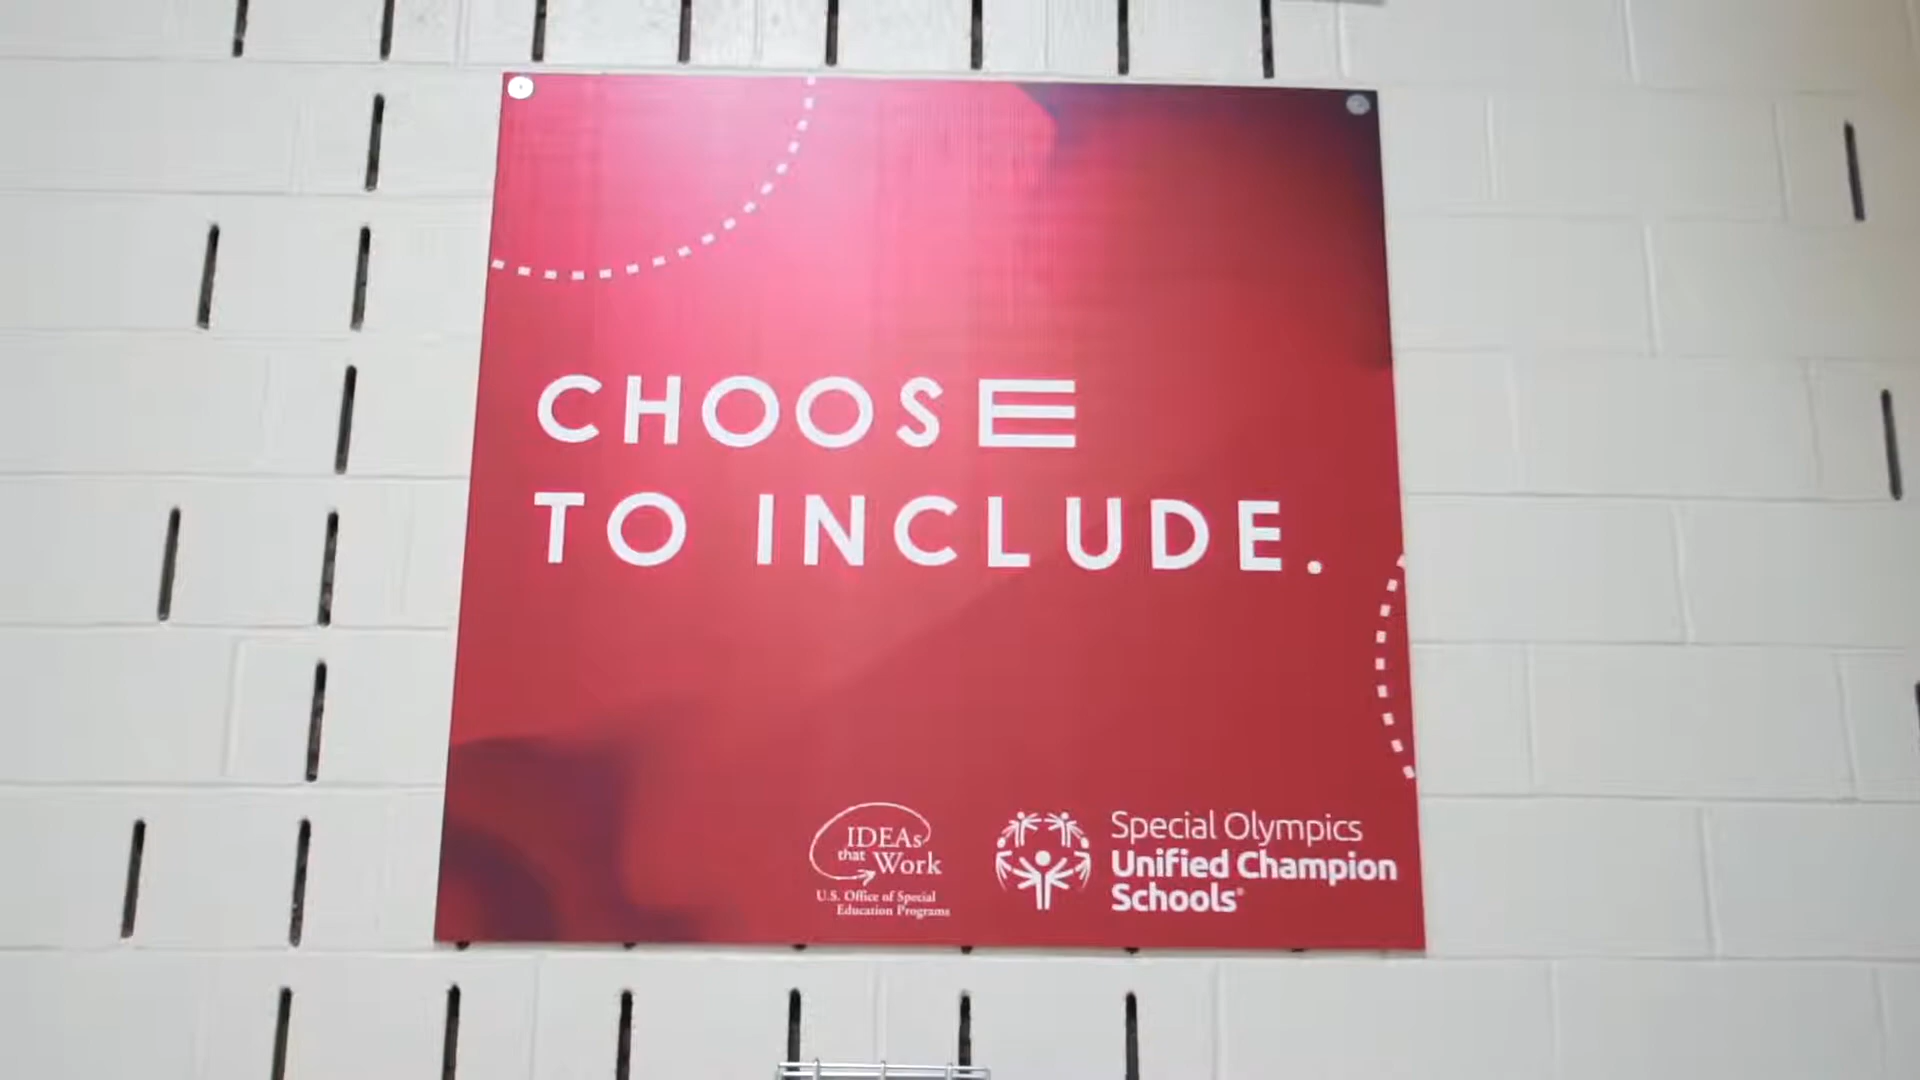 CHOOSE
TO INCLUDE.
IDEAs
that Work
U.S. Office of Special
Education Programs
Special Olympics
Unified Champion
Schools®